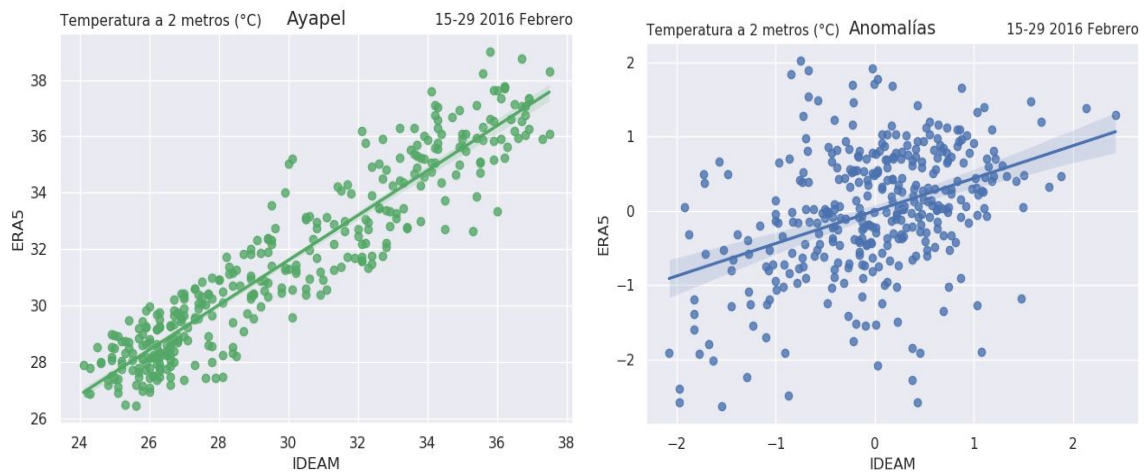 Temperatura a 2 metros (°C) Ayapel 15-29 2016 Febrero
38
36
34
32
30
28
26
ERA5
24 26 28 30 32 34 36 38
IDEAM
Temperatura a 2 metros (°C) Anomalías 15-29 2016 Febrero
2
1
0
−1
−2
ERA5
−2 −1 0 1 2
IDEAM